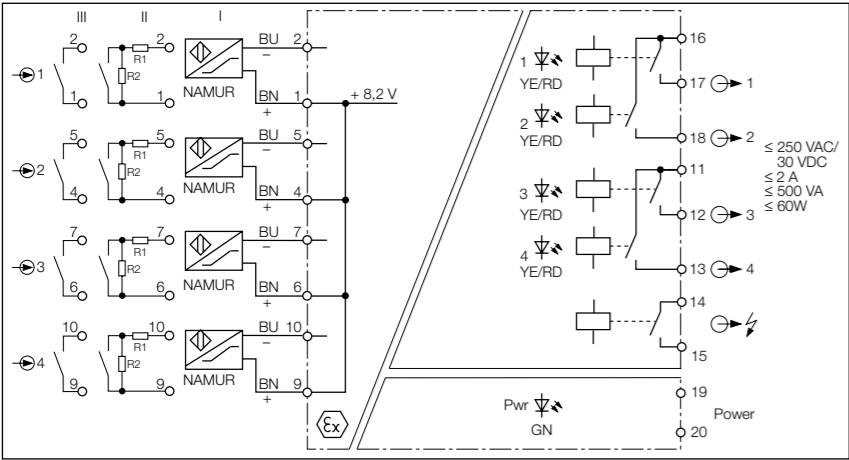 III II I
2 2 BU 2
− 
R1
1 R2
NAMUR
1 1 BN 1 + 8,2 V
+
5 5 BU 5
−
R1
2 R2
NAMUR
4 4 BN 4
+
7 7 BU 7
−
R1
3 R2
NAMUR
6 6 BN 6
+
10 10 BU 10
−
R1
4 R2
NAMUR
9 9 BN 9
+
Ex
16
1
YE/RD
17 1
2
YE/RD
18 2
11
3
YE/RD
12 3
4
YE/RD
13 4
≤ 250 VAC/
30 VDC
≤ 2 A
≤ 500 VA
≤ 60W
14
15
19
Pwr
GN
Power
20